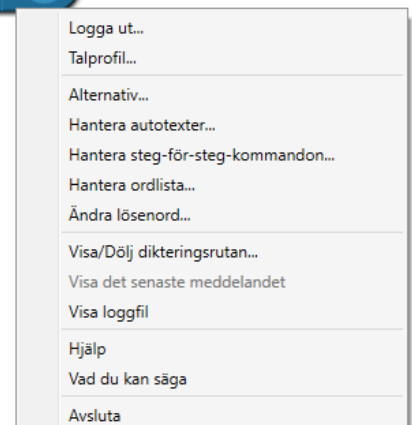 Logga ut...
Talprofil...
Alternativ...
Hantera autotexter...
Hantera steg-för-steg-kommandon...
Hantera ordlista...
Ändra lösenord...
Visa/Dölj dikteringsrutan...
Visa det senaste meddelandet
Visa loggfil
Hjälp
Vad du kan säga
Avsluta